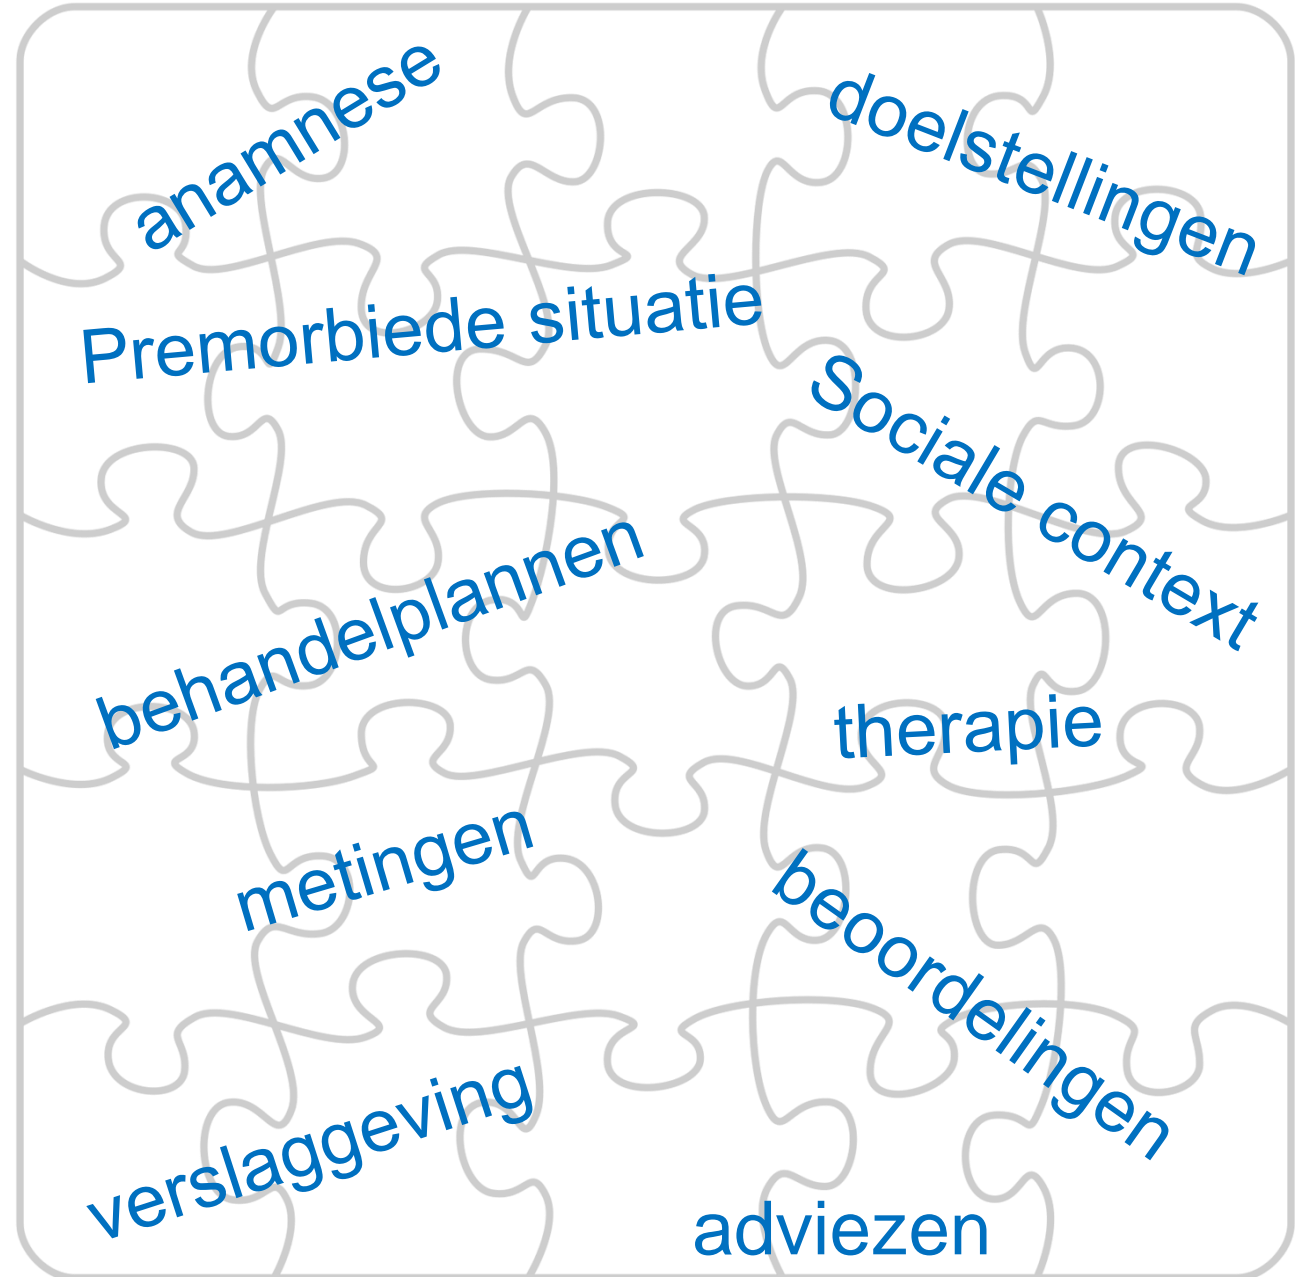 anamnese
doelstellingen
Premorbiede situatie
Sociale context
behandelplannen
therapie
metingen
beoordelingen
verslaggeving
adviezen